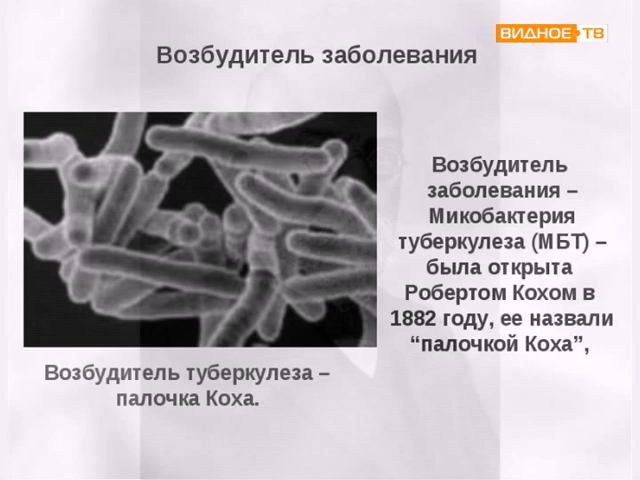 ВИДНОЕ ТВ
Возбудитель заболевания
Возбудитель
заболевания –
Микобактерия
туберкулеза (МБТ) –
была открыта
Робертом Кохом в
1882 году, ее назвали
“палочкой Коха”,
Возбудитель туберкулеза –
палочка Коха.